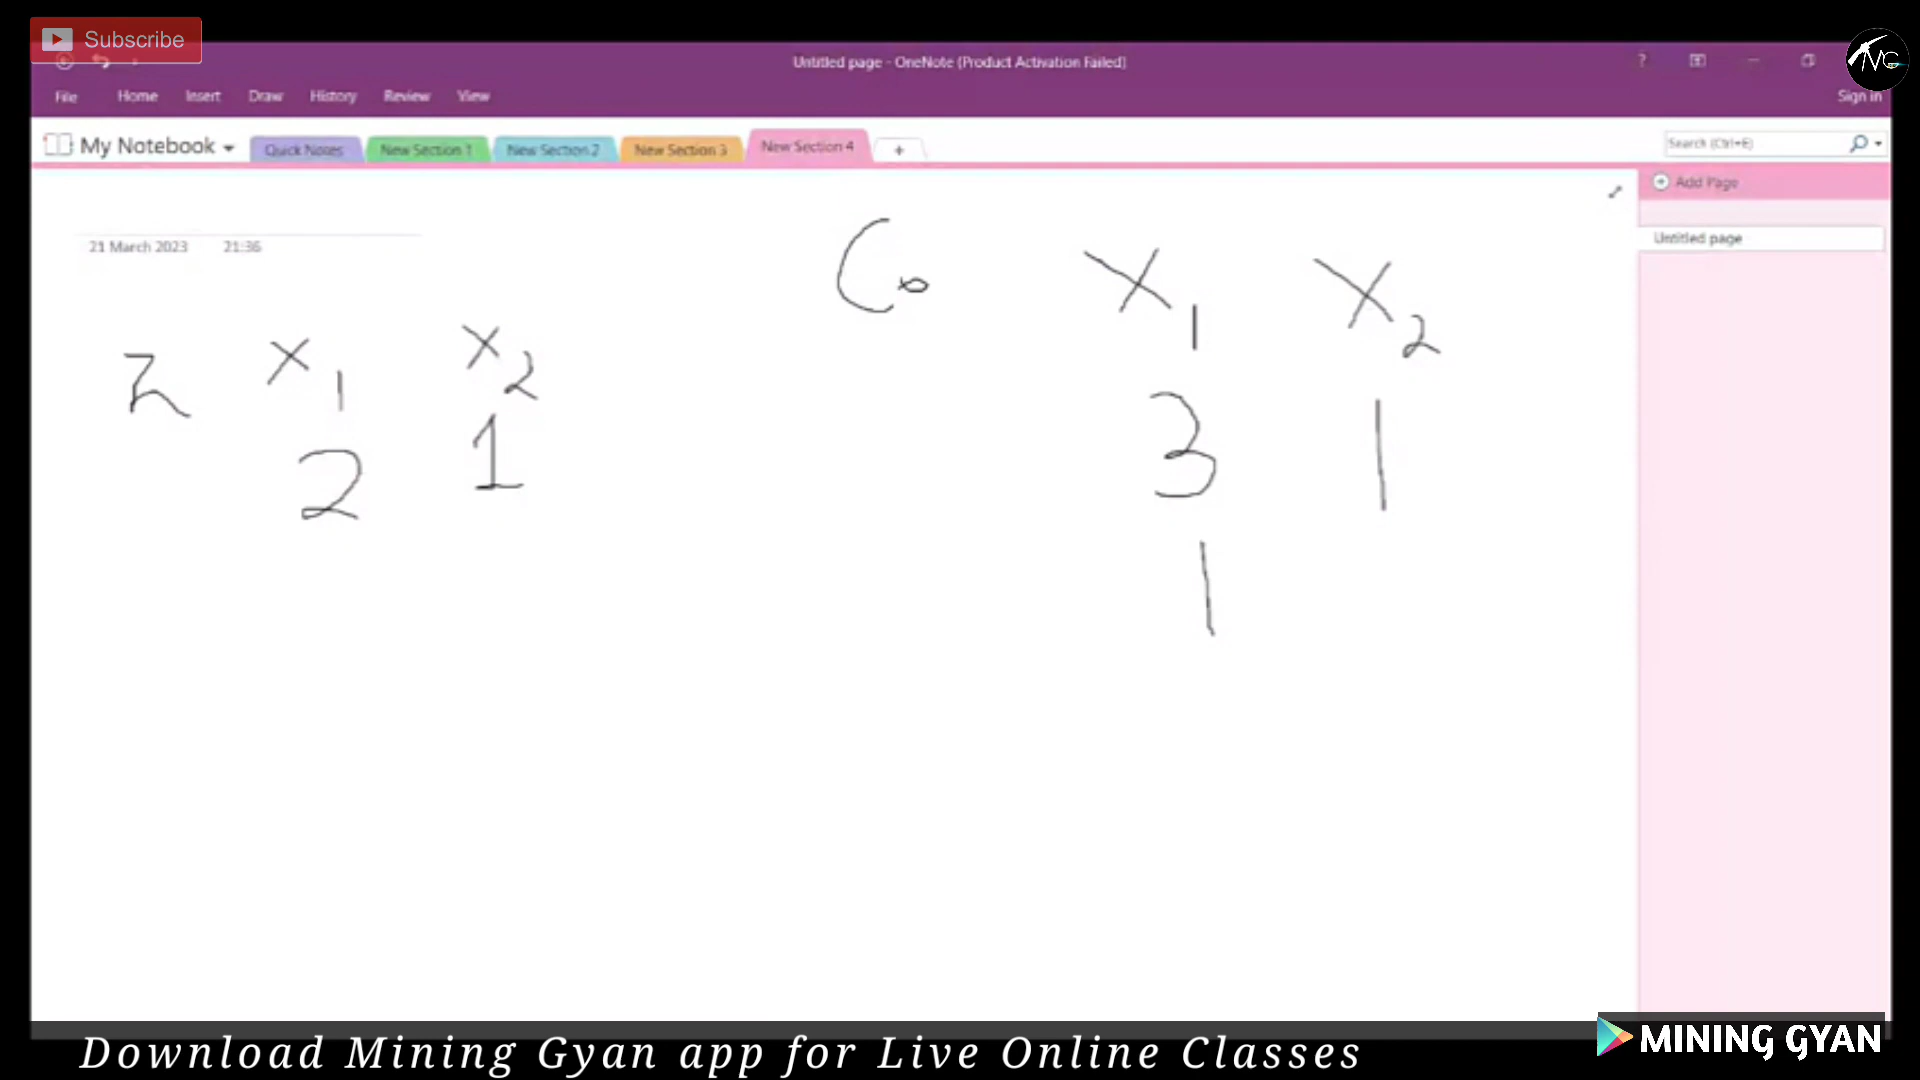 Subscribe
Untitled page - OneNote (Product Activation Failed)
?
NG
File Home Insert Draw History Review View
Sign in
My Notebook
Quick Notes New Section 1 New Section 2 New Section 3 New Section 4 +
Search (Ctrl+E)
Add Page
Untitled page
21 March 2023 21:36
Co X1 X2
3 1
1
Z X1 X2
2 1
Download Mining Gyan app for Live Online Classes
MINING GYAN